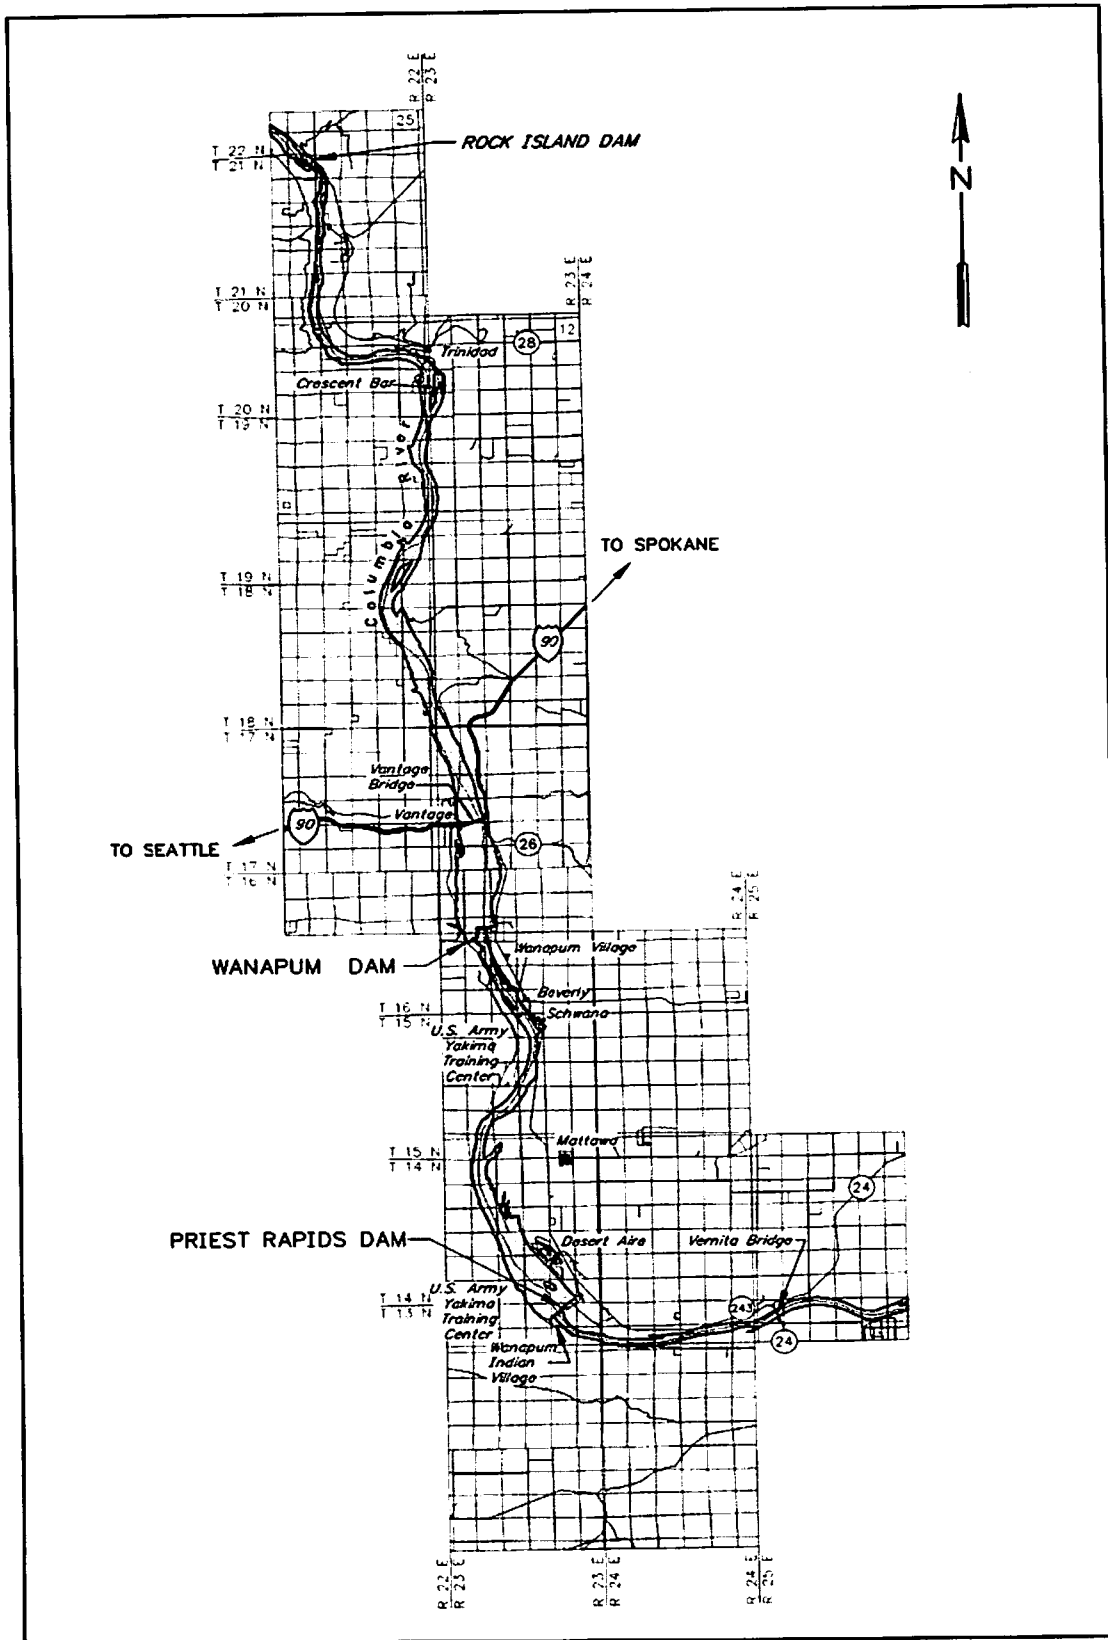 R 22 E
R 23 E
25
T 22 N
T 21 N
ROCK ISLAND DAM
N
R 23 E
R 24 E
T 21 N
T 20 N
12
28
Trinidad
Crescent Bar
T 20 N
T 19 N
Columbia River
TO SPOKANE
T 19 N
T 18 N
90
T 18 N
T 17 N
Vantage
Bridge
Vantage
90
TO SEATTLE
26
T 17 N
T 16 N
R 24 E
R 25 E
WANAPUM DAM
Wanapum Village
Beverly
Schwana
T 16 N
T 15 N
U.S. Army
Yakima
Training
Center
Mattawa
T 15 N
T 14 N
24
PRIEST RAPIDS DAM
Desert Aire
Vernita Bridge
T 14 N
T 13 N
U.S. Army
Yakima
Training
Center
243
24
Wanapum
Indian
Village
R 22 E
R 23 E
R 23 E
R 24 E
R 24 E
R 25 E